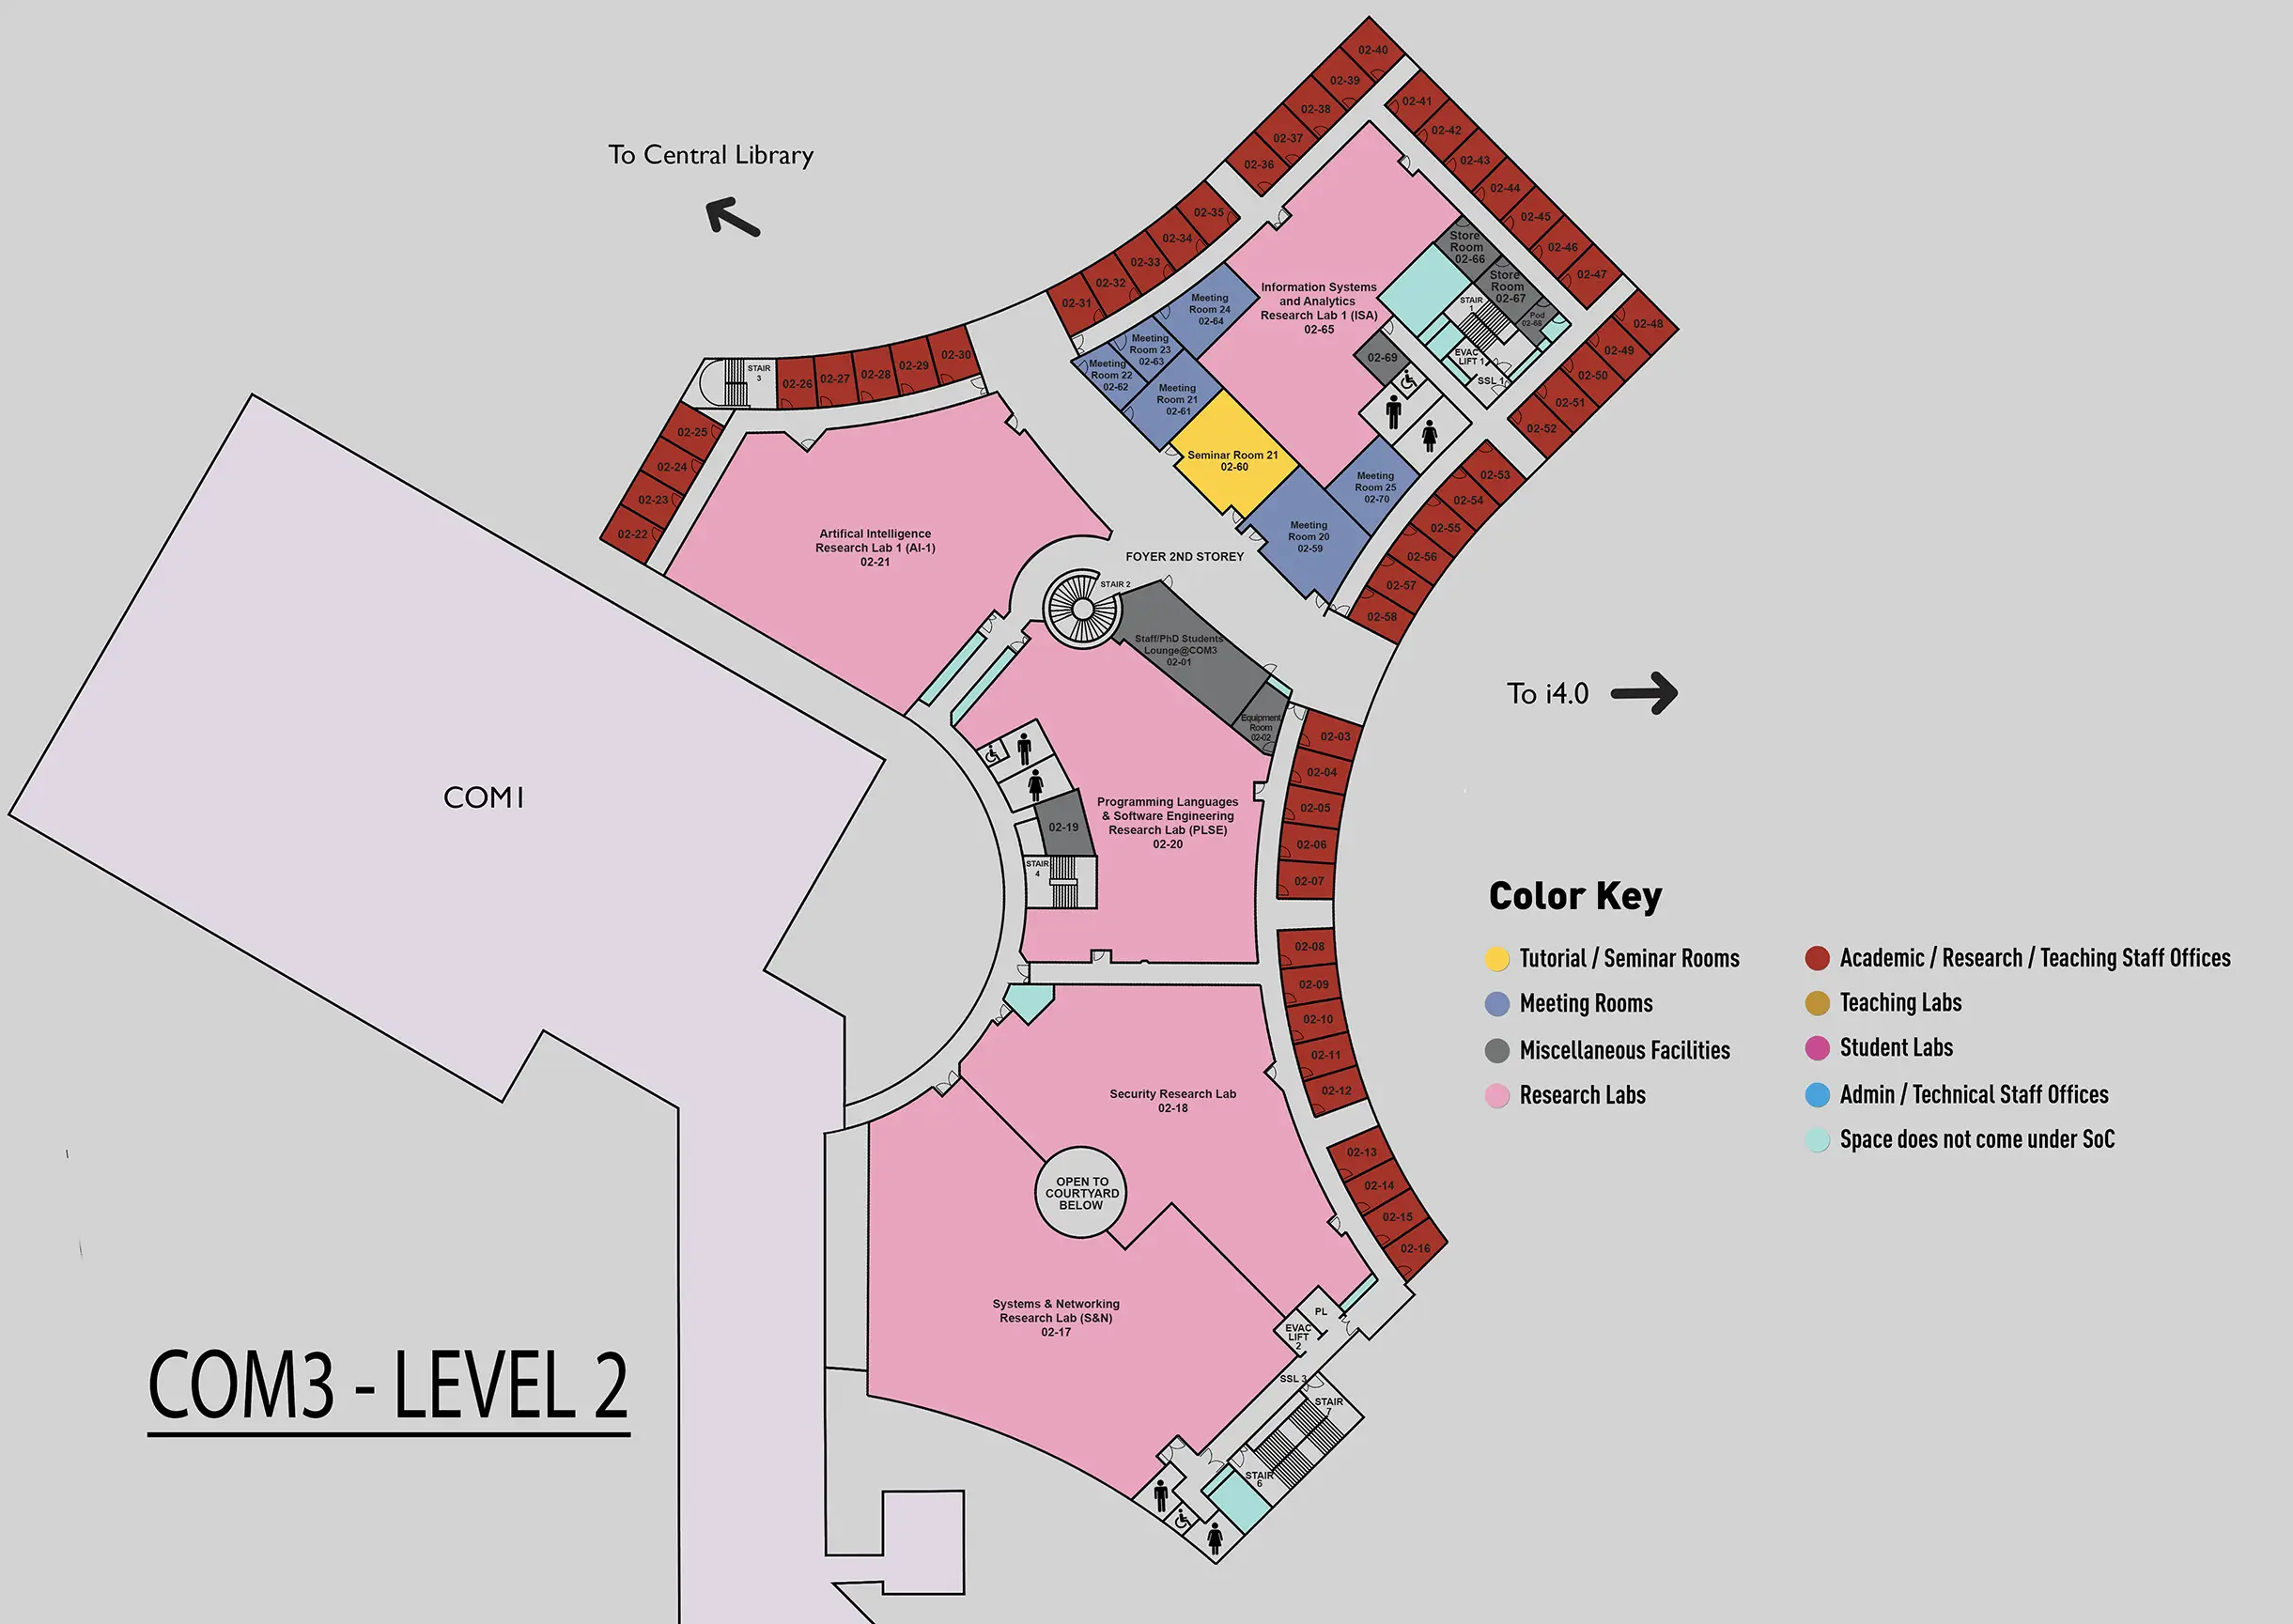 To Central Library
02-40
02-39
02-38
02-37
02-36
02-35
02-34
02-33
02-32
02-31
02-41
02-42
02-43
02-44
02-45
02-46
02-47
02-48
02-49
02-50
02-51
02-52
02-53
02-54
02-55
02-56
02-57
02-58
Store
Room
02-66
Store
Room
02-67
Pod
02-68
STAIR
1
EVAC
LIFT 1
SSL 1
02-69
Information Systems
and Analytics
Research Lab 1 (ISA)
02-65
Meeting
Room 24
02-64
Meeting
Room 23
02-63
Meeting
Room 22
02-62
Meeting
Room 21
02-61
Seminar Room 21
02-60
Meeting
Room 25
02-70
Meeting
Room 20
02-59
STAIR
3
02-26
02-27
02-28
02-29
02-30
02-25
02-24
02-23
02-22
Artifical Intelligence
Research Lab 1 (AI-1)
02-21
FOYER 2ND STOREY
STAIR 2
Staff/PhD Students
Lounge@COM3
02-01
Equipment
Room
02-02
To i4.0
COM1
02-03
02-04
02-05
02-06
02-07
Programming Languages
& Software Engineering
Research Lab (PLSE)
02-20
02-19
STAIR
4
02-08
02-09
02-10
02-11
02-12
Security Research Lab
02-18
02-13
02-14
02-15
02-16
OPEN TO
COURTYARD
BELOW
Systems & Networking
Research Lab (S&N)
02-17
PL
EVAC
LIFT
2
SSL 3
STAIR
7
STAIR
6
Color Key
Tutorial / Seminar Rooms
Meeting Rooms
Miscellaneous Facilities
Research Labs
Academic / Research / Teaching Staff Offices
Teaching Labs
Student Labs
Admin / Technical Staff Offices
Space does not come under SoC
COM3 - LEVEL 2